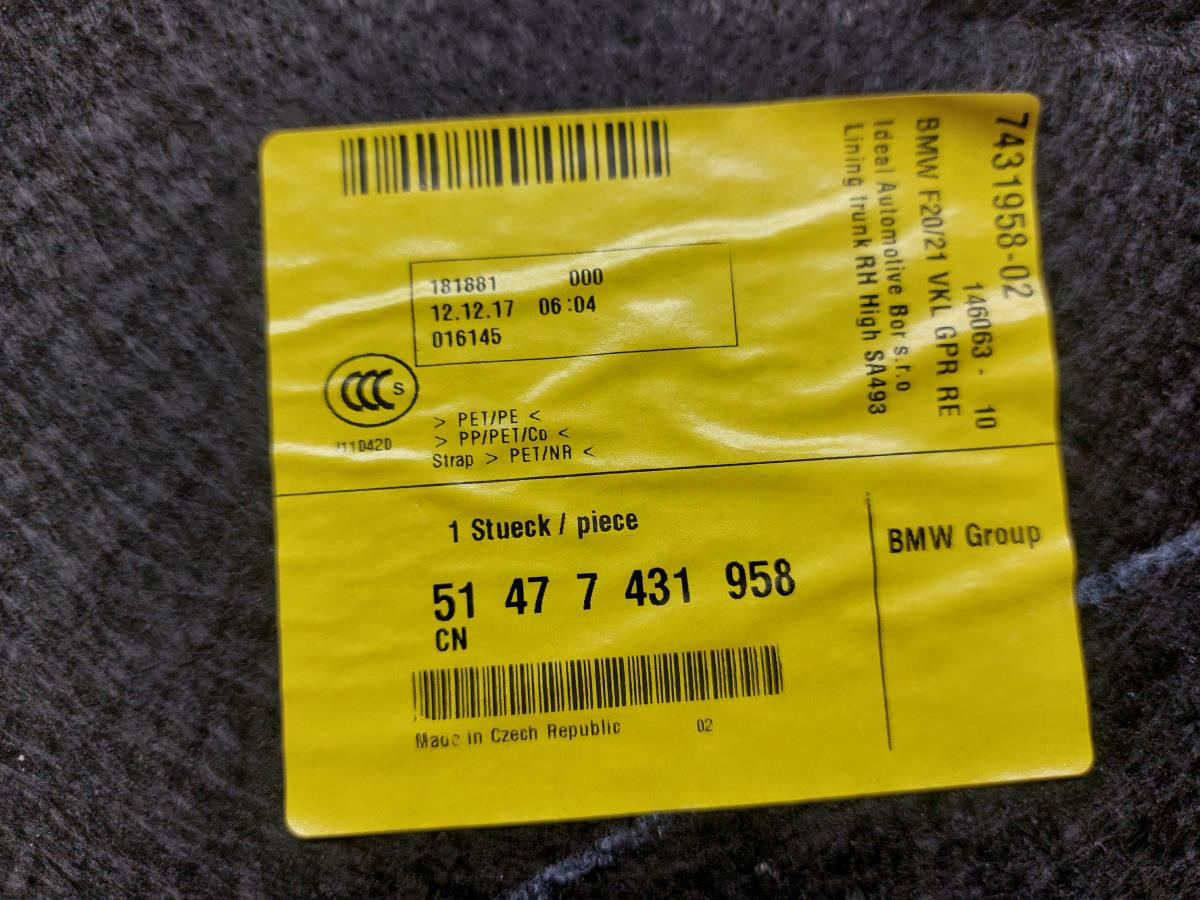 181881 000
12.12.17 06:04
016145
CCC S
> PET/PE <
> PP/PET/Co <
Strap > PET/NR <
7431958-02
146063 - 10
BMW F20/21 VKL GPR RE
Ideal Automotive Bor s.r.o
Lining trunk RH High SA493
1 Stueck / piece
51 47 7 431 958
CN
Made in Czech Republic 02
BMW Group